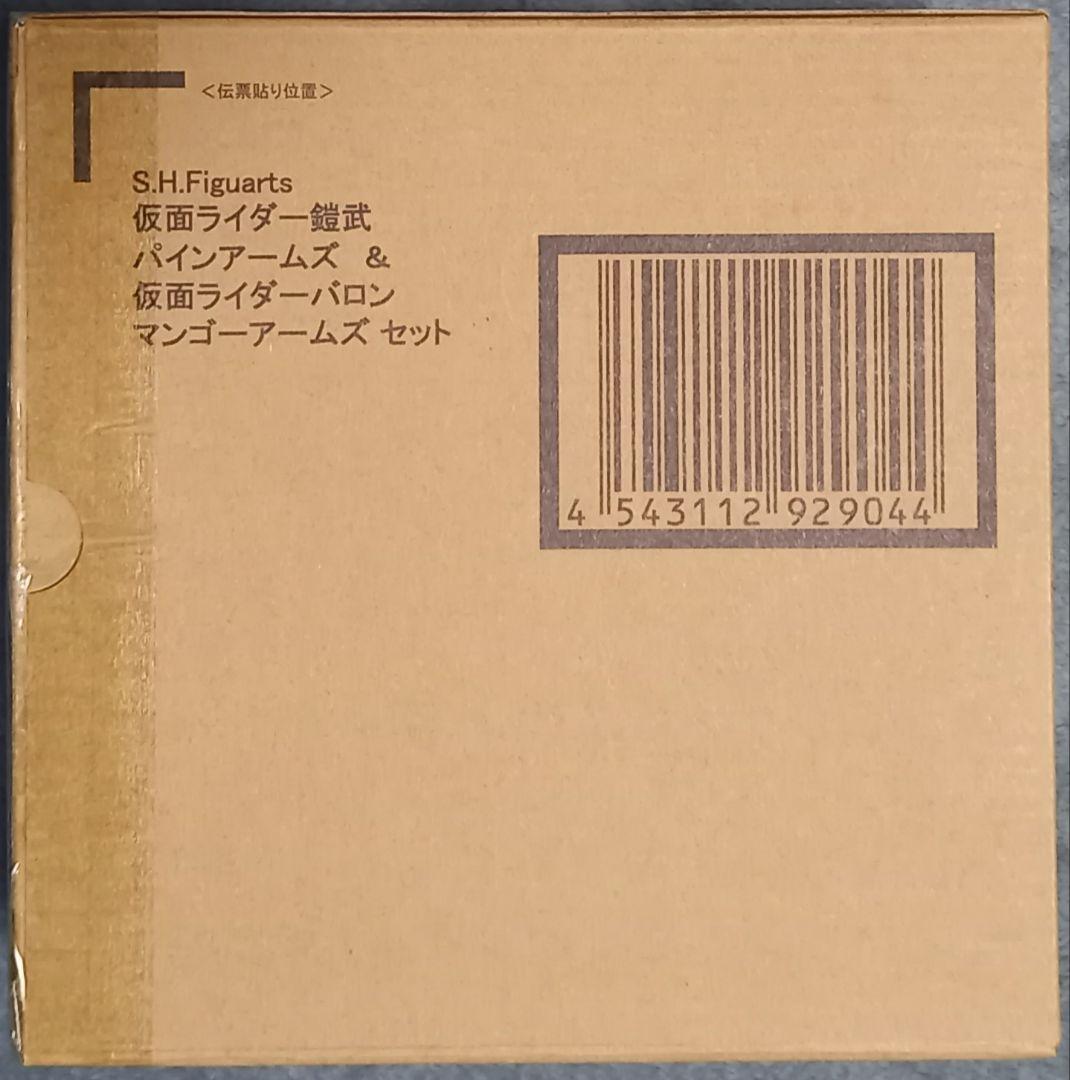 ＜伝票貼り位置＞
S.H.Figuarts
仮面ライダー鎧武
パインアームズ ＆
仮面ライダーバロン
マンゴーアームズ セット
4 543112 929044